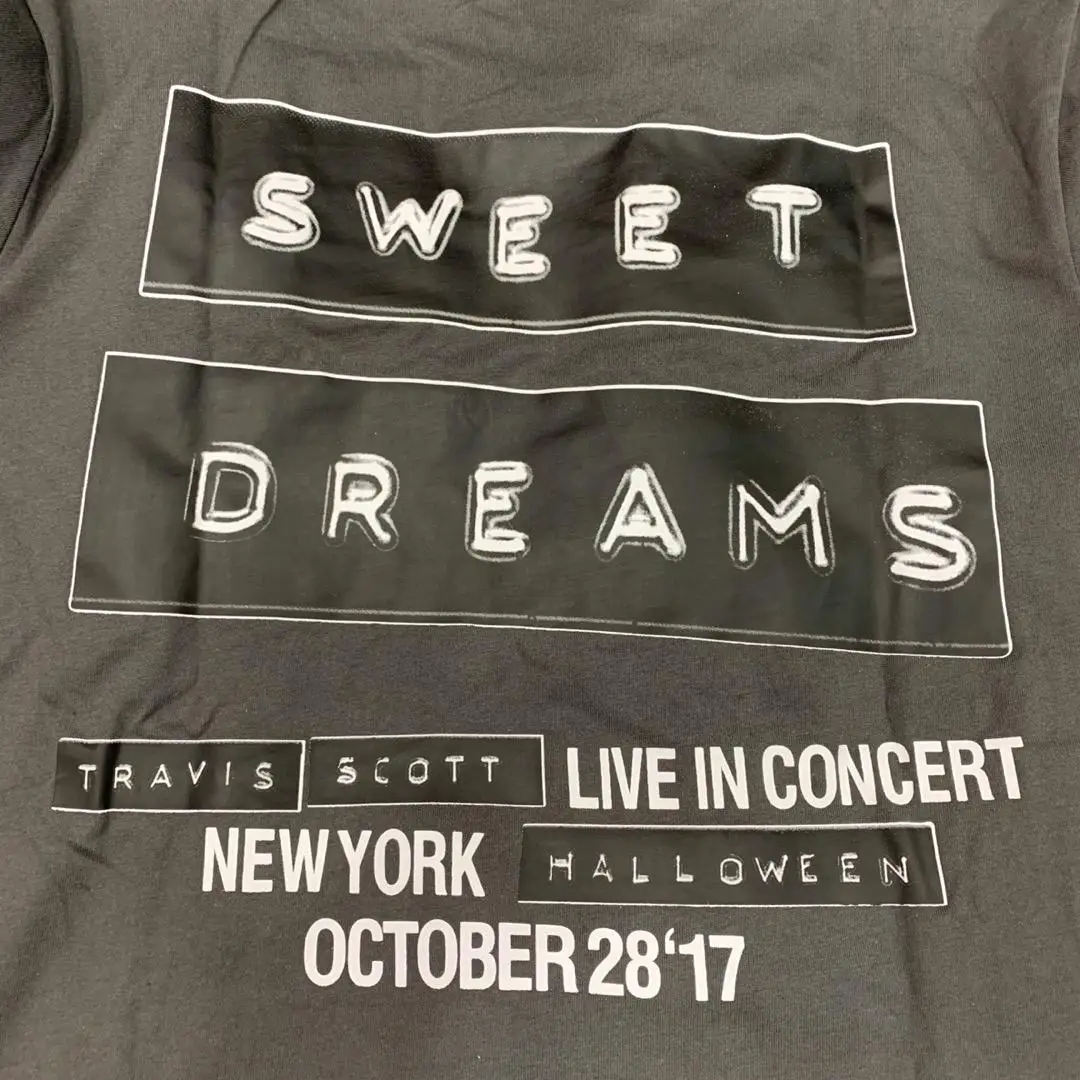 SWEET
DREAMS
TRAVIS SCOTT LIVE IN CONCERT
NEW YORK HALLOWEEN
OCTOBER 28‘17